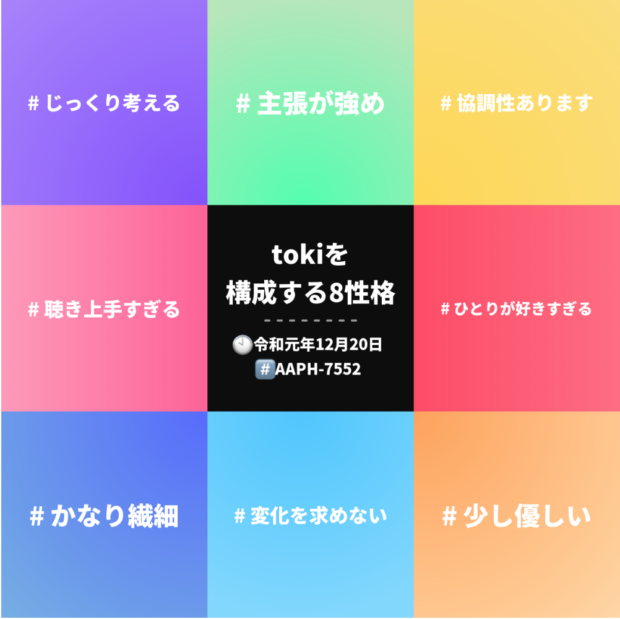 # じっくり考える
# 主張が強め
# 協調性あります
# 聴き上手すぎる
tokiを
構成する8性格
🕙令和元年12月20日
#️⃣AAPH-7552
# ひとりが好きすぎる
# かなり繊細
# 変化を求めない
# 少し優しい